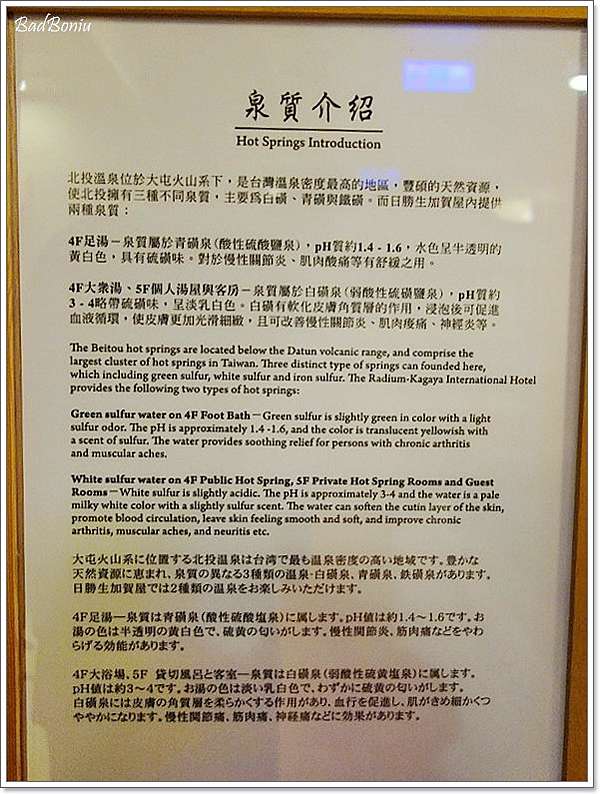 BadBoniu
泉質介紹
Hot Springs Introduction
北投溫泉位於大屯火山系下，是台灣溫泉密度最高的地區，豐碩的天然資源，
使北投擁有三種不同泉質，主要為白磺、青磺與鐵磺。而日勝生加賀屋內提供
兩種泉質：
4F足湯－泉質屬於青磺泉（酸性硫酸鹽泉），pH質約1.4 - 1.6，水色呈半透明的
黃白色，具有硫磺味。對於慢性關節炎、肌肉酸痛等有舒緩之用。
4F大衆湯、5F個人湯屋與客房－泉質屬於白磺泉（弱酸性硫磺鹽泉），pH質約
3 - 4略帶硫磺味，呈淡乳白色。白磺有軟化皮膚角質層的作用，浸泡後可促進
血液循環，使皮膚更加光滑細緻，且可改善慢性關節炎、肌肉痠痛、神經炎等。
The Beitou hot springs are located below the Datun volcanic range, and comprise the
largest cluster of hot springs in Taiwan. Three distinct type of springs can founded here,
which including green sulfur, white sulfur and iron sulfur. The Radium-Kagaya International Hotel
provides the following two types of hot springs:
Green sulfur water on 4F Foot Bath－Green sulfur is slightly green in color with a light
sulfur odor. The pH is approximately 1.4 -1.6, and the color is translucent yellowish with
a scent of sulfur. The water provides soothing relief for persons with chronic arthritis
and muscular aches.
White sulfur water on 4F Public Hot Spring, 5F Private Hot Spring Rooms and Guest
Rooms－White sulfur is slightly acidic. The pH is approximately 3-4 and the water is a pale
milky white color with a slightly sulfur scent. The water can soften the cutin layer of the skin,
promote blood circulation, leave skin feeling smooth and soft, and improve chronic
arthritis, muscular aches, and neuritis etc.
大屯火山系に位置する北投温泉は台湾で最も温泉密度の高い地域です。豊かな
天然資源に恵まれ、泉質の異なる3種類の温泉-白磺泉、青磺泉、鉄磺泉があります。
日勝生加賀屋では2種類の温泉をお楽しみいただけます。
4F足湯―泉質は青磺泉（酸性硫酸塩泉）に属します。pH値は約1.4～1.6です。お
湯の色は半透明の黄白色で、硫黄の匂いがします。慢性関節炎、筋肉痛などをやわ
らげる効能があります。
4F大浴場、5F 貸切風呂と客室―泉質は白磺泉（弱酸性硫黄塩泉）に属します。
pH値は約3～4です。お湯の色は淡い乳白色で、わずかに硫黄の匂いがします。
白磺泉には皮膚の角質層を柔らかくする作用があり、血行を促進し、肌がきめ細かくつ
ややかになります。慢性関節痛、筋肉痛、神経痛などに効果があります。